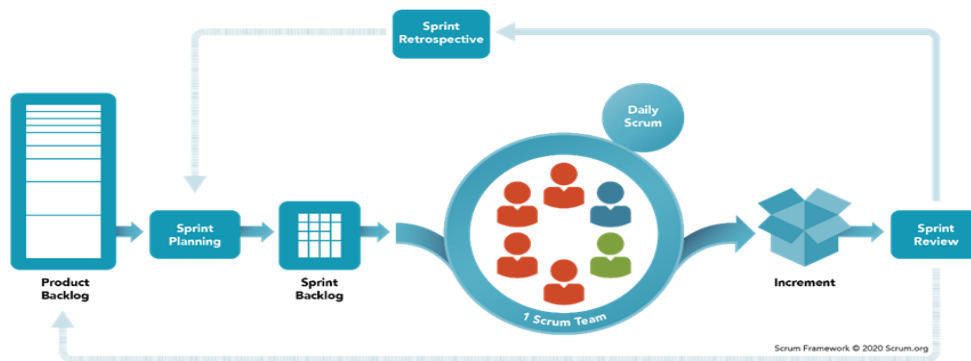 Sprint
Retrospective
Daily
Scrum
Sprint
Planning
Sprint
Review
Product
Backlog
Sprint
Backlog
Increment
1 Scrum Team
Scrum Framework © 2020 Scrum.org